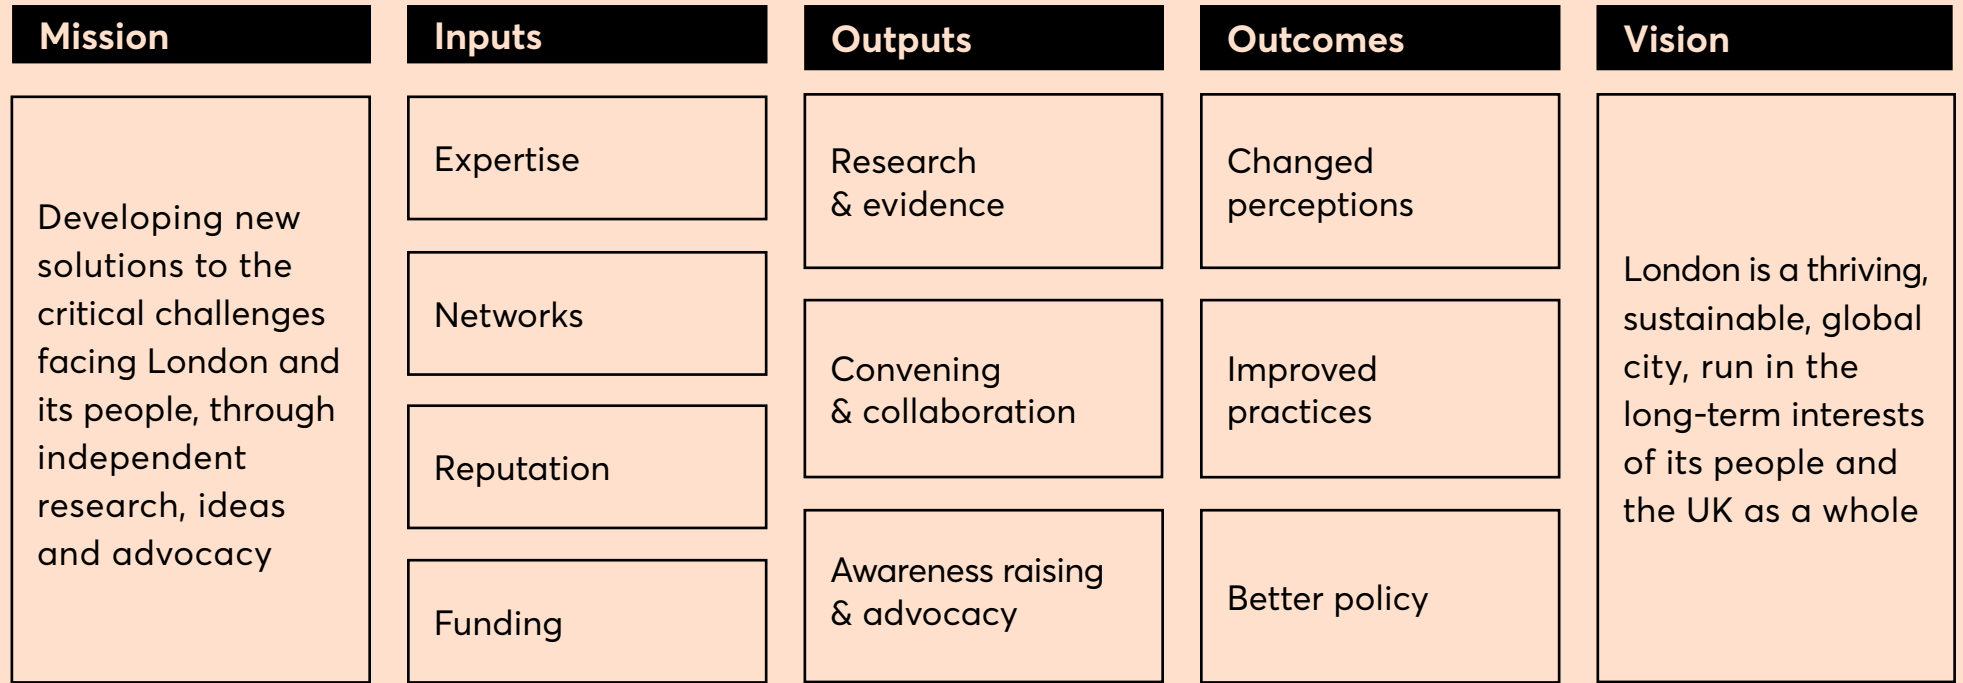 Mission
Developing new
solutions to the
critical challenges
facing London and
its people, through
independent
research, ideas
and advocacy
Inputs
Expertise
Networks
Reputation
Funding
Outputs
Research
& evidence
Convening
& collaboration
Awareness raising
& advocacy
Outcomes
Changed
perceptions
Improved
practices
Better policy
Vision
London is a thriving,
sustainable, global
city, run in the
long-term interests
of its people and
the UK as a whole